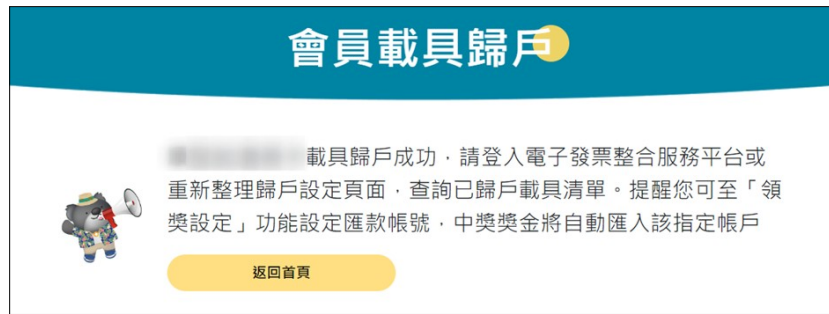 會員載具歸戶
載具歸戶成功，請登入電子發票整合服務平台或
重新整理歸戶設定頁面，查詢已歸戶載具清單。提醒您可至「領
獎設定」功能設定匯款帳號，中獎獎金將自動匯入該指定帳戶
返回首頁